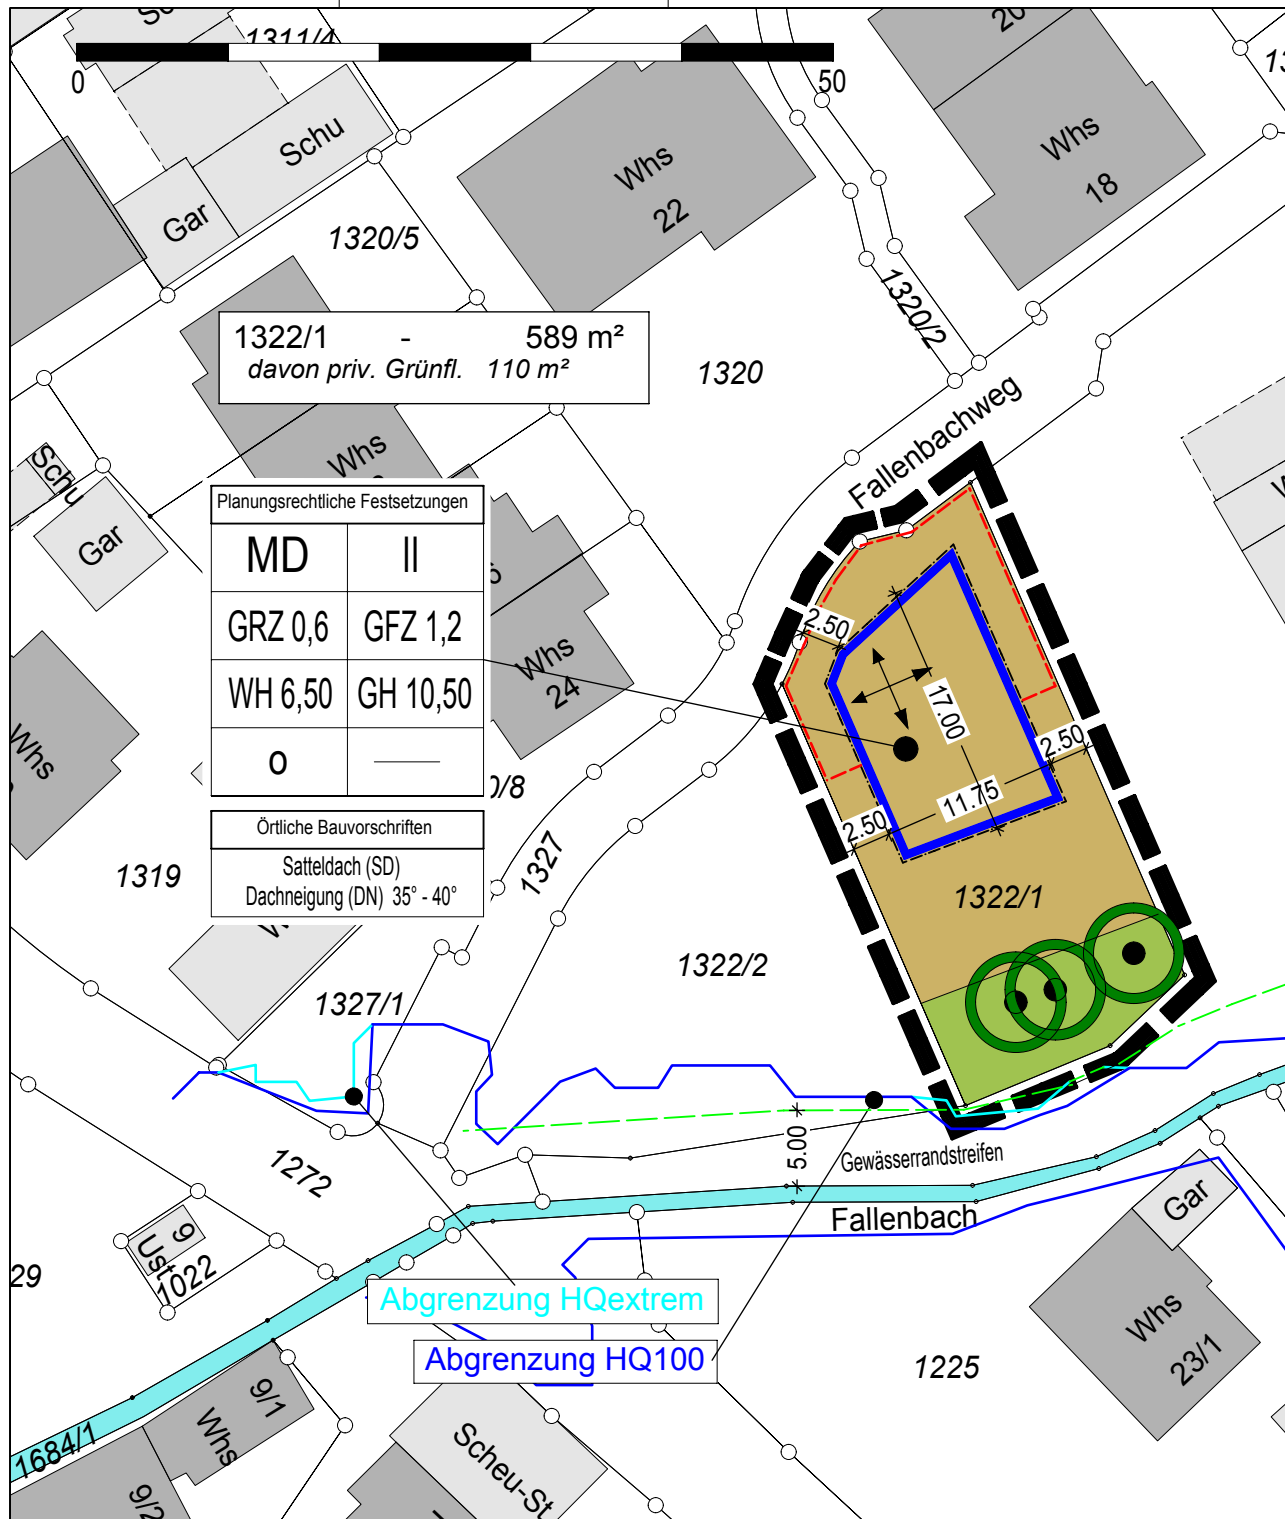 1311/4
0
50
20
Schu
Whs
22
Whs
18
Gar
1320/5
1320/2
1322/1 - 589 m²
davon priv. Grünfl. 110 m²
1320
Fallenbachweg
Whs
Schu
Gar
Planungsrechtliche Festsetzungen
MD II
GRZ 0,6 GFZ 1,2
WH 6,50 GH 10,50
o —
Örtliche Bauvorschriften
Satteldach (SD)
Dachneigung (DN) 35° - 40°
Whs
24
2.50
17.00
2.50
11.75
2.50
Whs
0/8
1319
1327
1322/1
1322/2
1327/1
5.00
Gewässerrandstreifen
1272
Fallenbach
Gar
Ust
9
1022
29
Abgrenzung HQextrem
Abgrenzung HQ100
Whs
23/1
1225
9/1
Whs
1684/1
Scheu-St
9/2